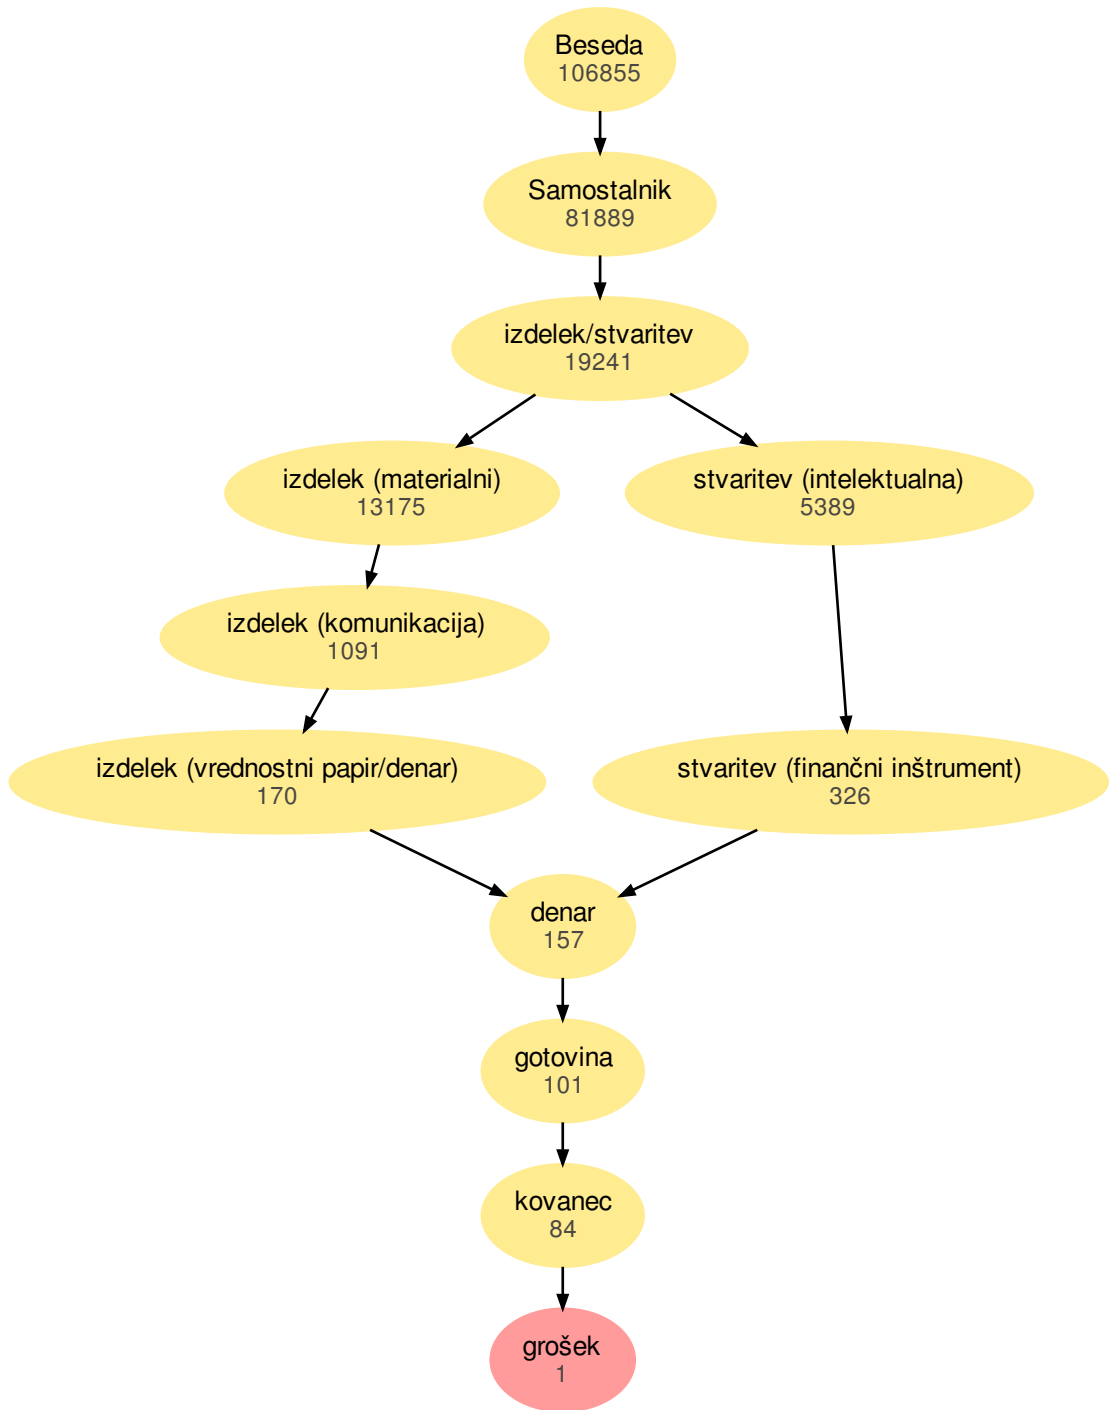 Beseda
106855
Samostalnik
81889
izdelek/stvaritev
19241
izdelek (materialni)
13175
stvaritev (intelektualna)
5389
izdelek (komunikacija)
1091
izdelek (vrednostni papir/denar)
170
stvaritev (finančni inštrument)
326
denar
157
gotovina
101
kovanec
84
grošek
1